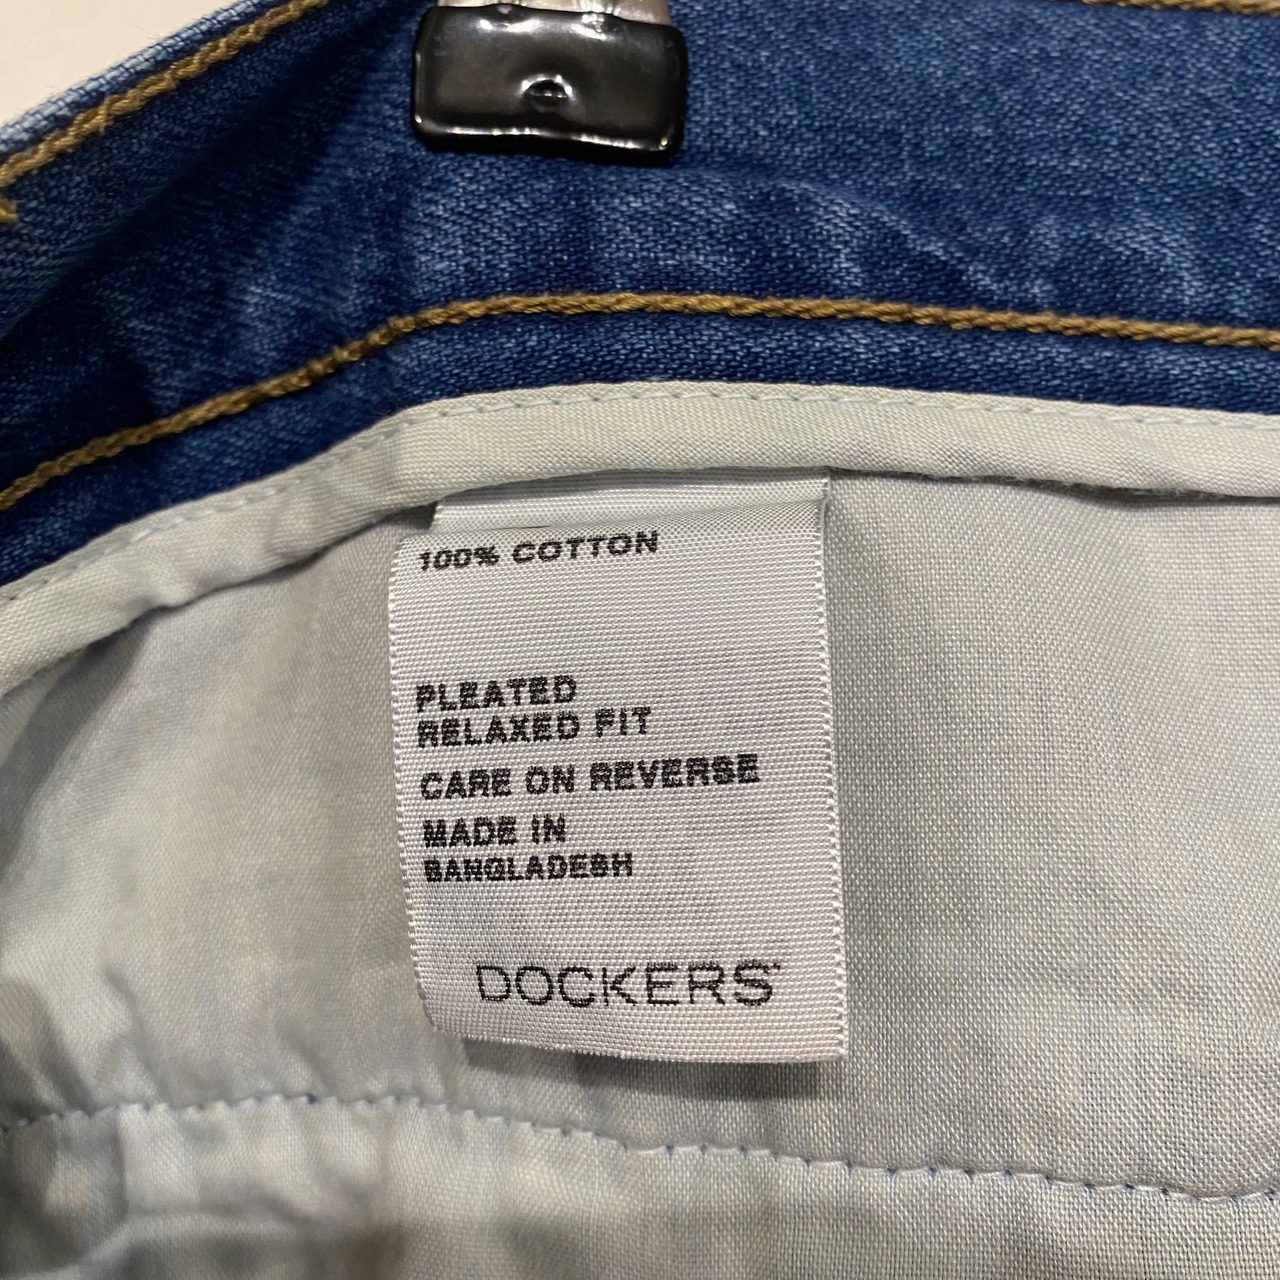 100% COTTON
PLEATED
RELAXED FIT
CARE ON REVERSE
MADE IN
BANGLADESH
DOCKERS